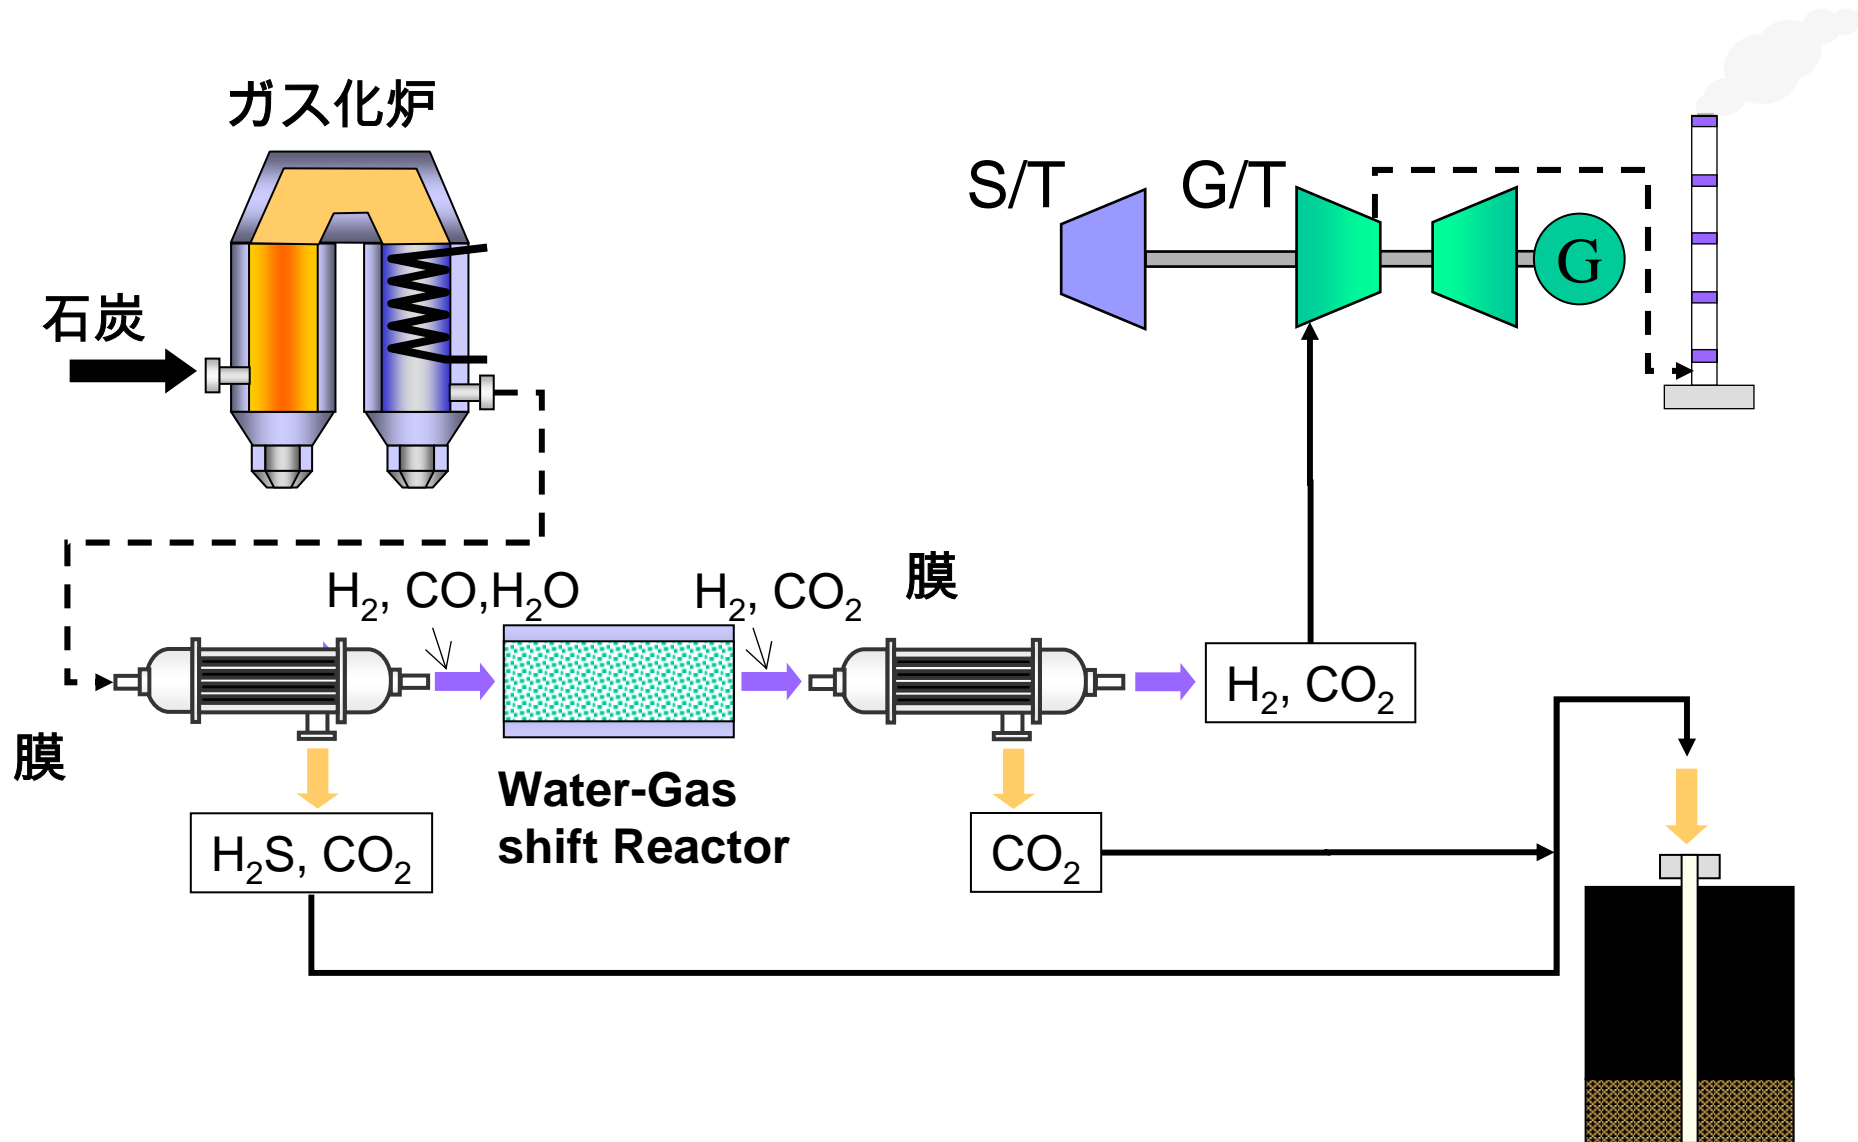 ガス化炉
S/T
G/T
G
石炭
H₂, CO,H₂O
H₂, CO₂
膜
H₂, CO₂
膜
Water-Gas
shift Reactor
H₂S, CO₂
CO₂